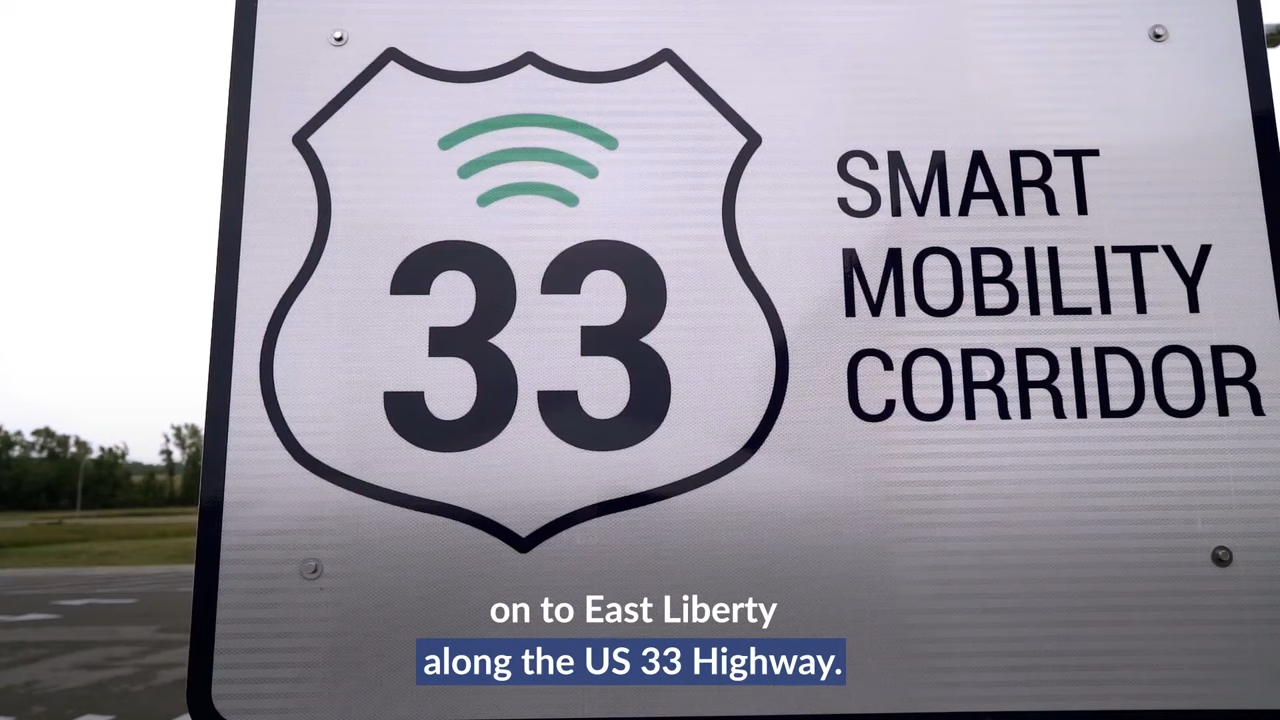 33
SMART
MOBILITY
CORRIDOR
on to East Liberty
along the US 33 Highway.